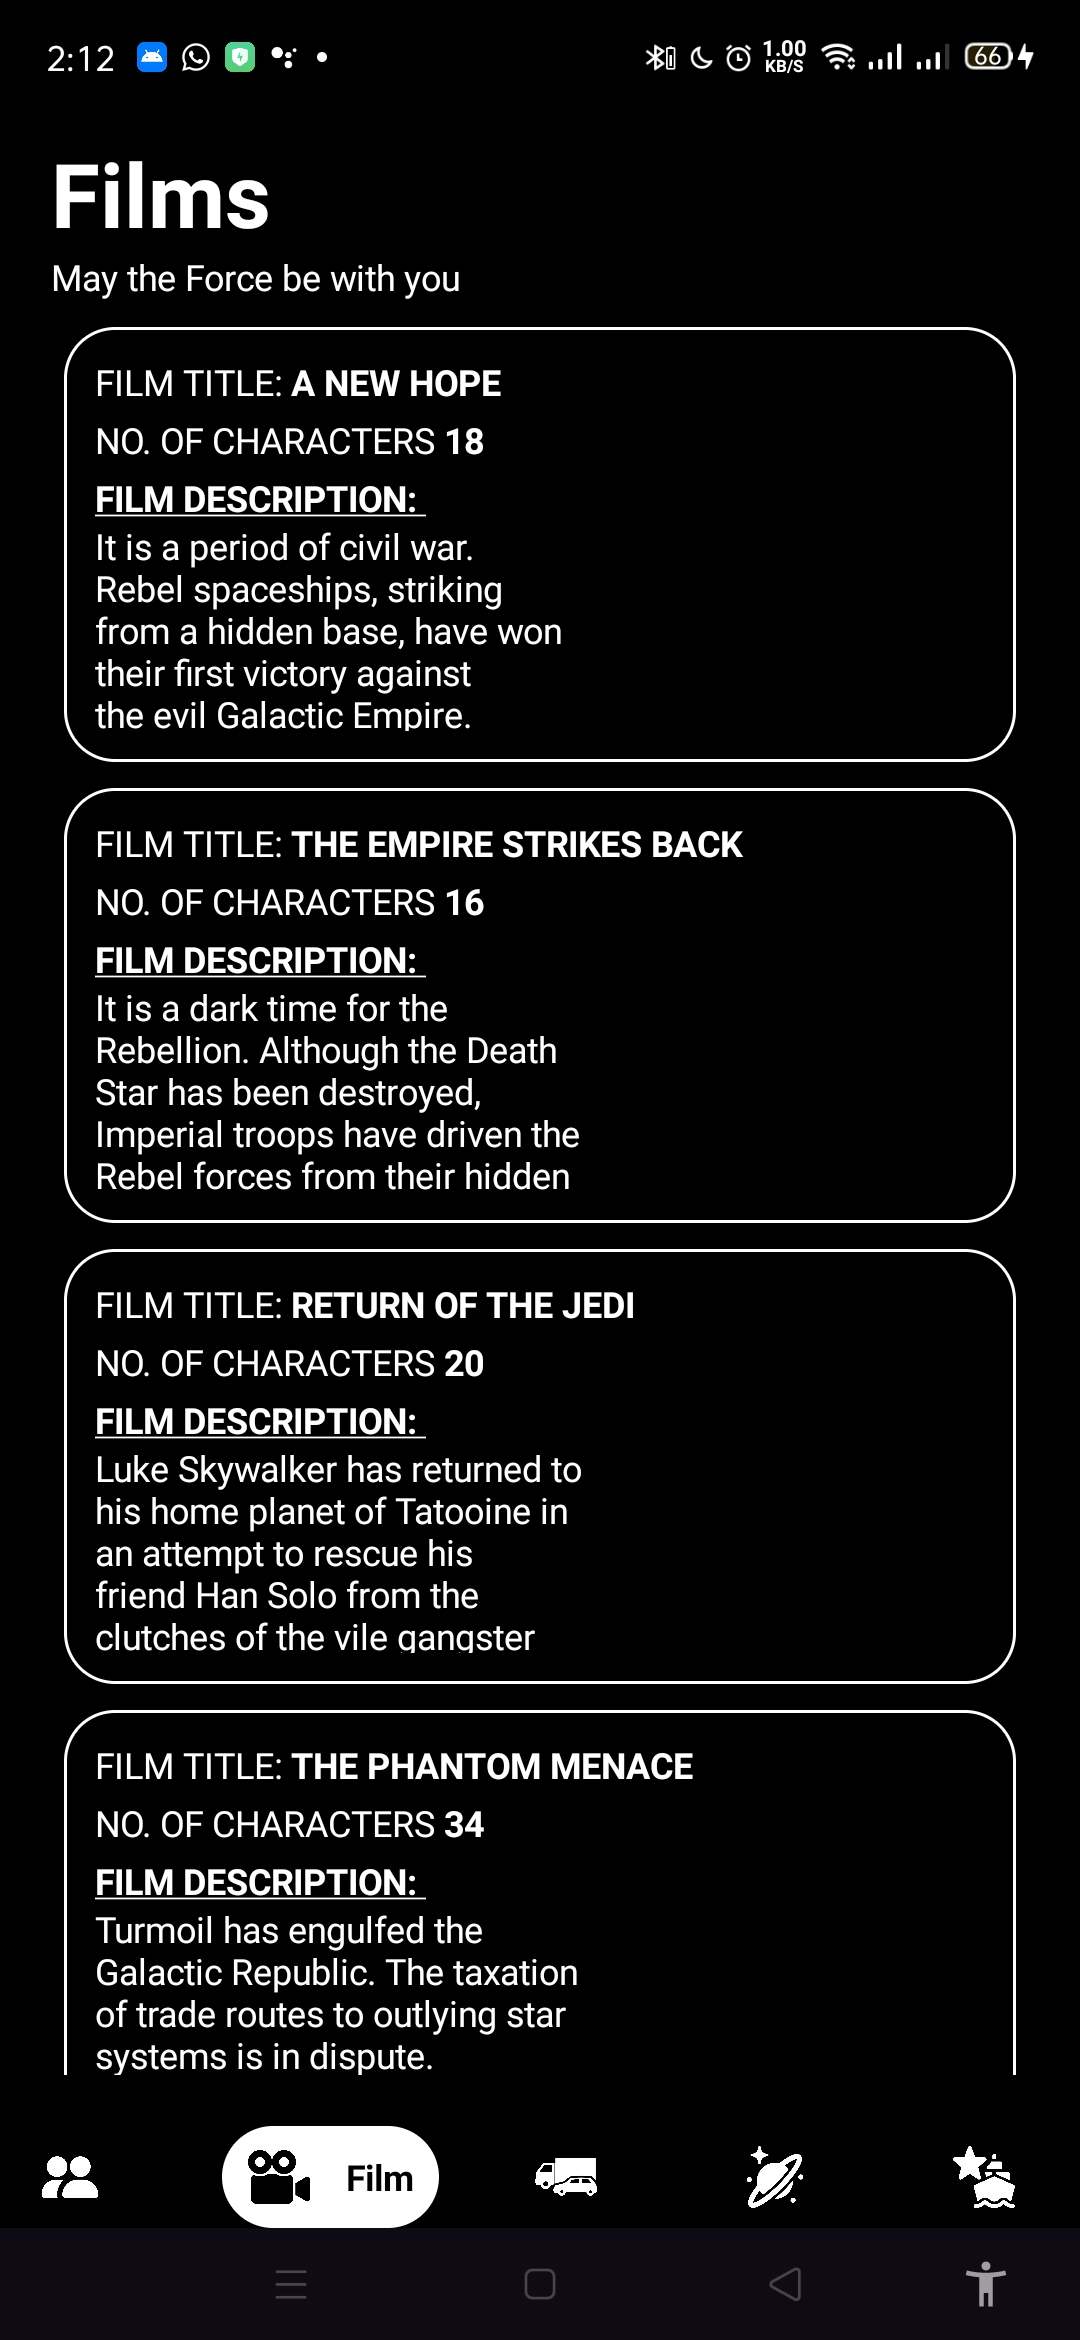 2:12
1.00
KB/S
66
Films
May the Force be with you
FILM TITLE: A NEW HOPE
NO. OF CHARACTERS 18
FILM DESCRIPTION:
It is a period of civil war.
Rebel spaceships, striking
from a hidden base, have won
their first victory against
the evil Galactic Empire.
FILM TITLE: THE EMPIRE STRIKES BACK
NO. OF CHARACTERS 16
FILM DESCRIPTION:
It is a dark time for the
Rebellion. Although the Death
Star has been destroyed,
Imperial troops have driven the
Rebel forces from their hidden
FILM TITLE: RETURN OF THE JEDI
NO. OF CHARACTERS 20
FILM DESCRIPTION:
Luke Skywalker has returned to
his home planet of Tatooine in
an attempt to rescue his
friend Han Solo from the
clutches of the vile gangster
FILM TITLE: THE PHANTOM MENACE
NO. OF CHARACTERS 34
FILM DESCRIPTION:
Turmoil has engulfed the
Galactic Republic. The taxation
of trade routes to outlying star
systems is in dispute.
Film